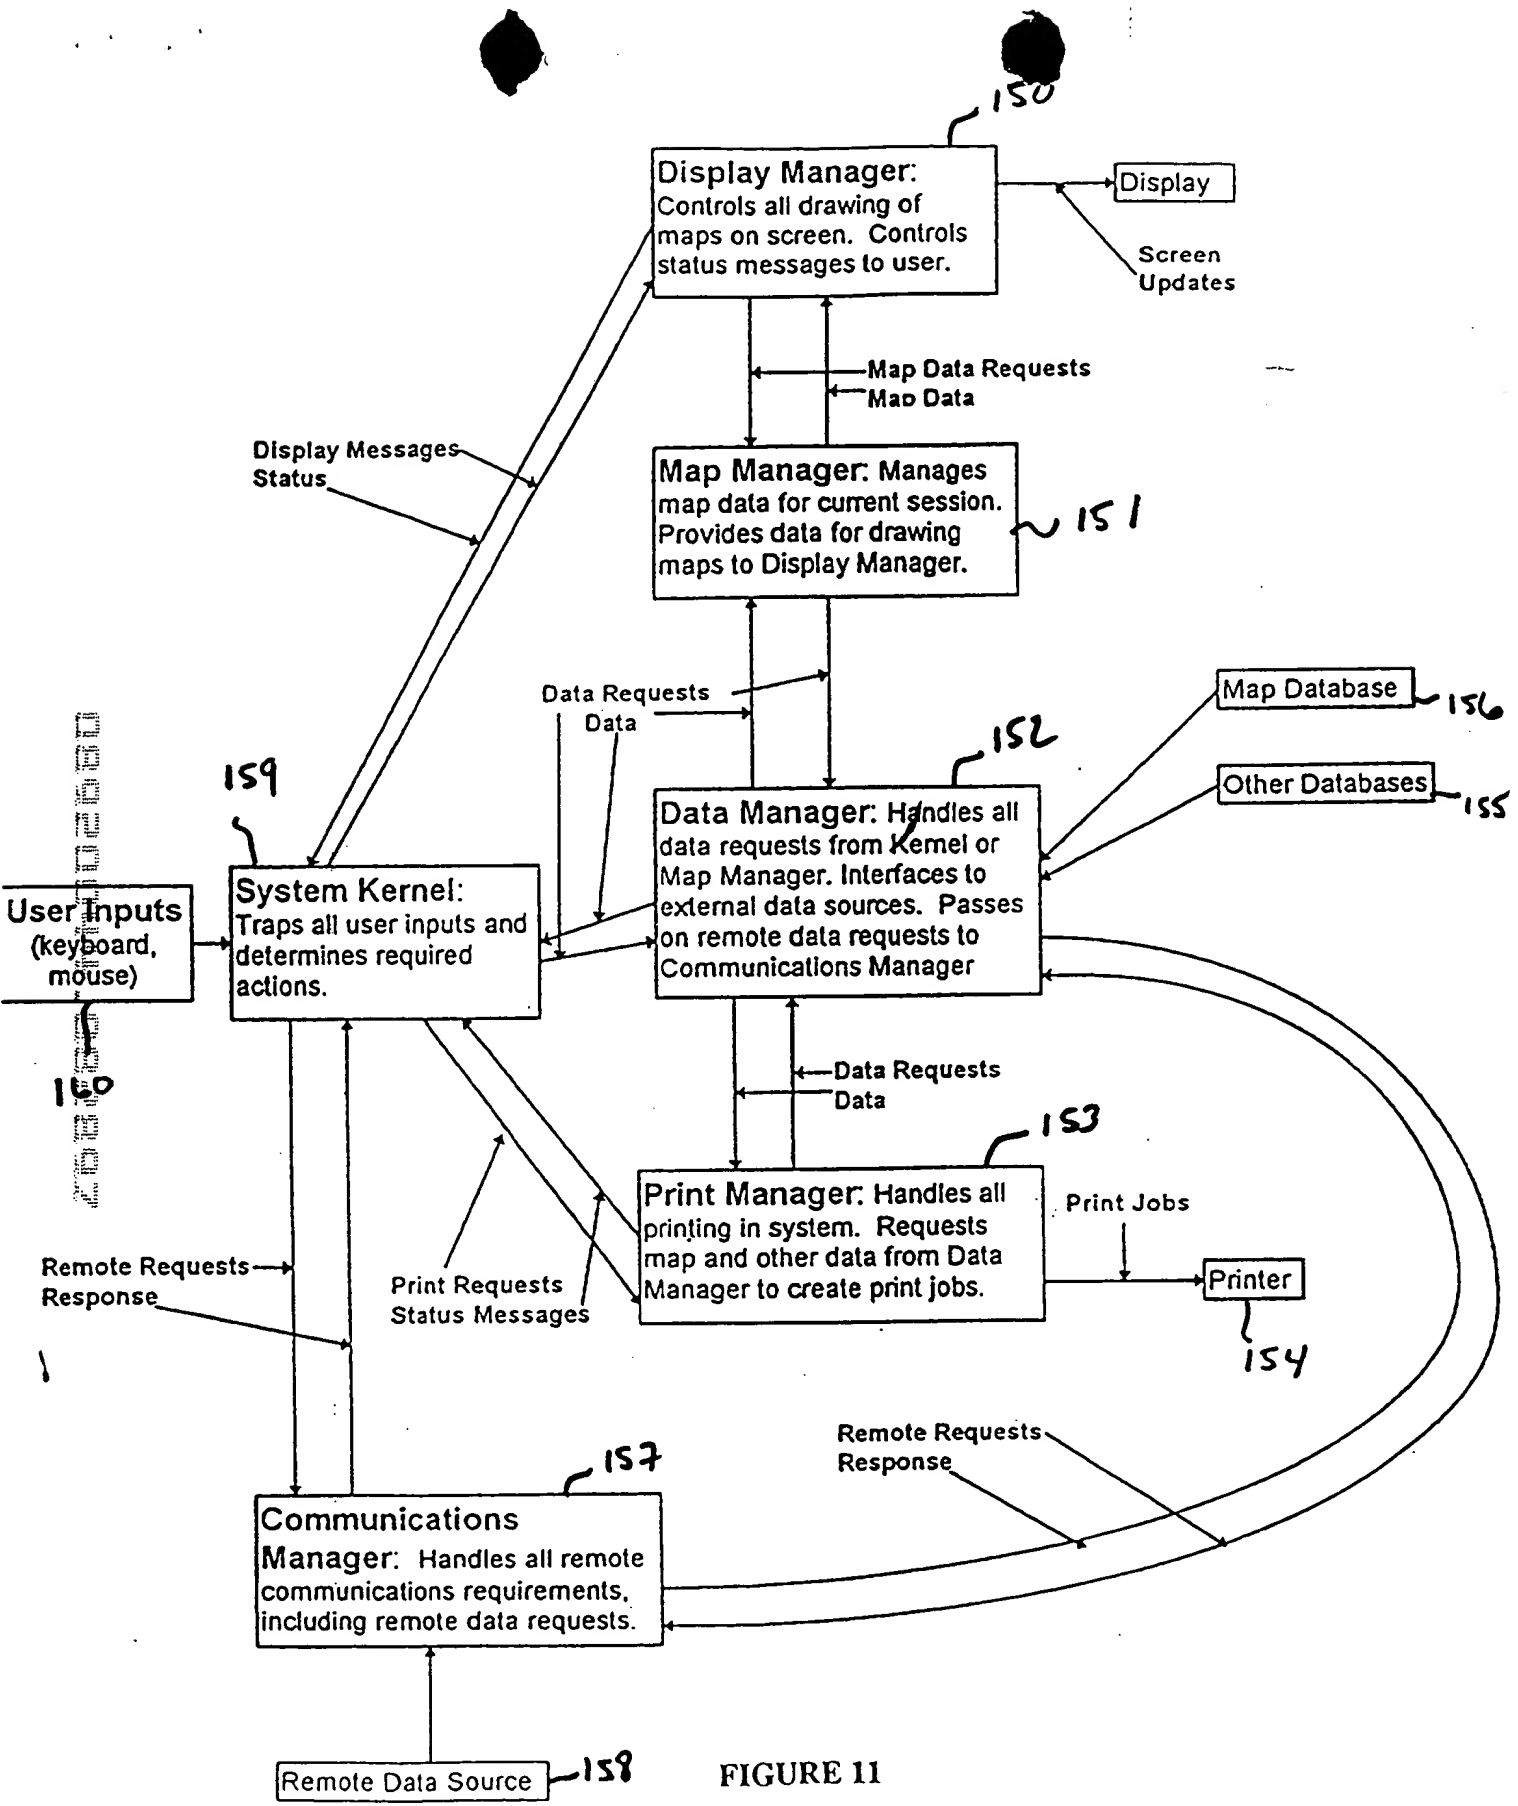 150
Display Manager:
Controls all drawing of
maps on screen. Controls
status messages to user.
Display
Screen
Updates
Map Data Requests
Map Data
Display Messages
Status
Map Manager: Manages
map data for current session.
Provides data for drawing
maps to Display Manager.
151
Data Requests
Data
Map Database
156
152
159
Other Databases
155
Data Manager: Handles all
data requests from Kernel or
Map Manager. Interfaces to
external data sources. Passes
on remote data requests to
Communications Manager
System Kernel:
Traps all user inputs and
determines required
actions.
User Inputs
(keyboard,
mouse)
160
Data Requests
Data
153
Print Manager: Handles all
printing in system. Requests
map and other data from Data
Manager to create print jobs.
Print Jobs
Printer
154
Remote Requests
Response
Print Requests
Status Messages
Remote Requests
Response
157
Communications
Manager: Handles all remote
communications requirements,
including remote data requests.
Remote Data Source
158
FIGURE 11